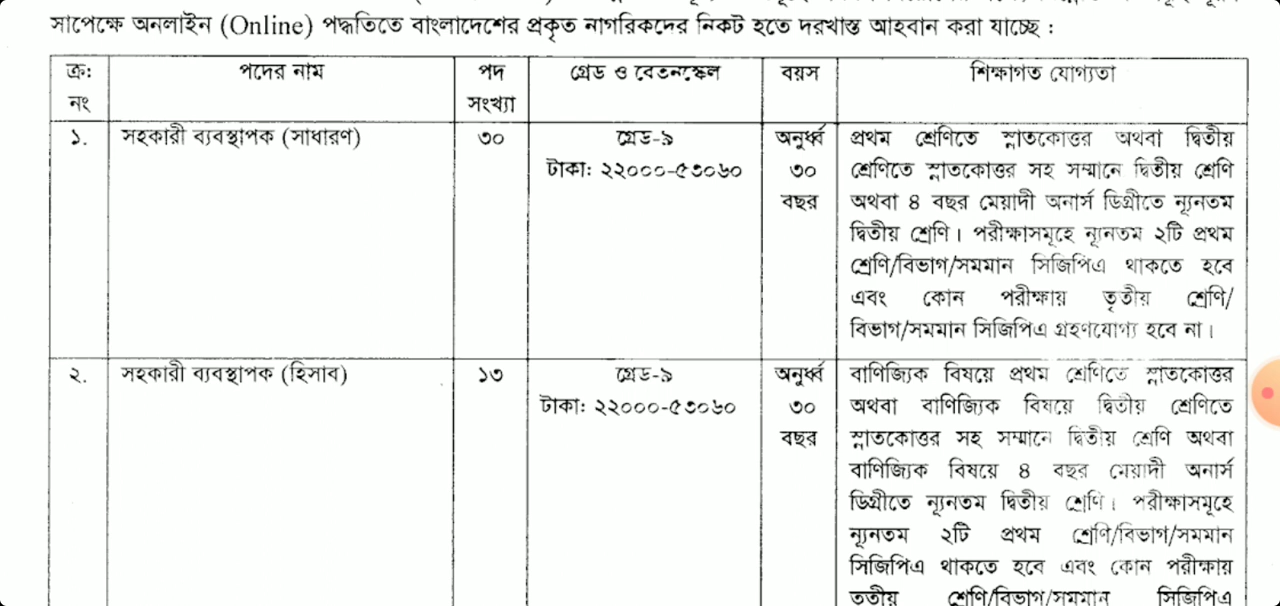 সাপেক্ষে অনলাইন (Online) পদ্ধতিতে বাংলাদেশের প্রকৃত নাগরিকদের নিকট হতে দরখাস্ত আহবান করা যাচ্ছে :
ক্র: নং
পদের নাম
পদ সংখ্যা
গ্রেড ও বেতনস্কেল
বয়স
শিক্ষাগত যোগ্যতা
১.
সহকারী ব্যবস্থাপক (সাধারণ)
৩০
গ্রেড-৯
টাকা: ২২০০০-৫৩০৬০
অনুর্ধ্ব
৩০
বছর
প্রথম শ্রেণিতে স্নাতকোত্তর অথবা দ্বিতীয়
শ্রেণিতে স্নাতকোত্তর সহ সম্মানে দ্বিতীয় শ্রেণি
অথবা ৪ বছর মেয়াদী অনার্স ডিগ্রীতে ন্যূনতম
দ্বিতীয় শ্রেণি। পরীক্ষাসমূহে ন্যূনতম ২টি প্রথম
শ্রেণি/বিভাগ/সমমান সিজিপিএ থাকতে হবে
এবং কোন পরীক্ষায় তৃতীয় শ্রেণি/
বিভাগ/সমমান সিজিপিএ গ্রহণযোগ্য হবে না।
২.
সহকারী ব্যবস্থাপক (হিসাব)
১৩
গ্রেড-৯
টাকা: ২২০০০-৫৩০৬০
অনুর্ধ্ব
৩০
বছর
বাণিজ্যিক বিষয়ে প্রথম শ্রেণিতে স্নাতকোত্তর
অথবা বাণিজ্যিক বিষয়ে দ্বিতীয় শ্রেণিতে
স্নাতকোত্তর সহ সম্মানে দ্বিতীয় শ্রেণি অথবা
বাণিজ্যিক বিষয়ে ৪ বছর মেয়াদী অনার্স
ডিগ্রীতে ন্যূনতম দ্বিতীয় শ্রেণি। পরীক্ষাসমূহে
ন্যূনতম ২টি প্রথম শ্রেণি/বিভাগ/সমমান
সিজিপিএ থাকতে হবে এবং কোন পরীক্ষায়
তৃতীয় শ্রেণি/বিভাগ/সমমান সিজিপিএ